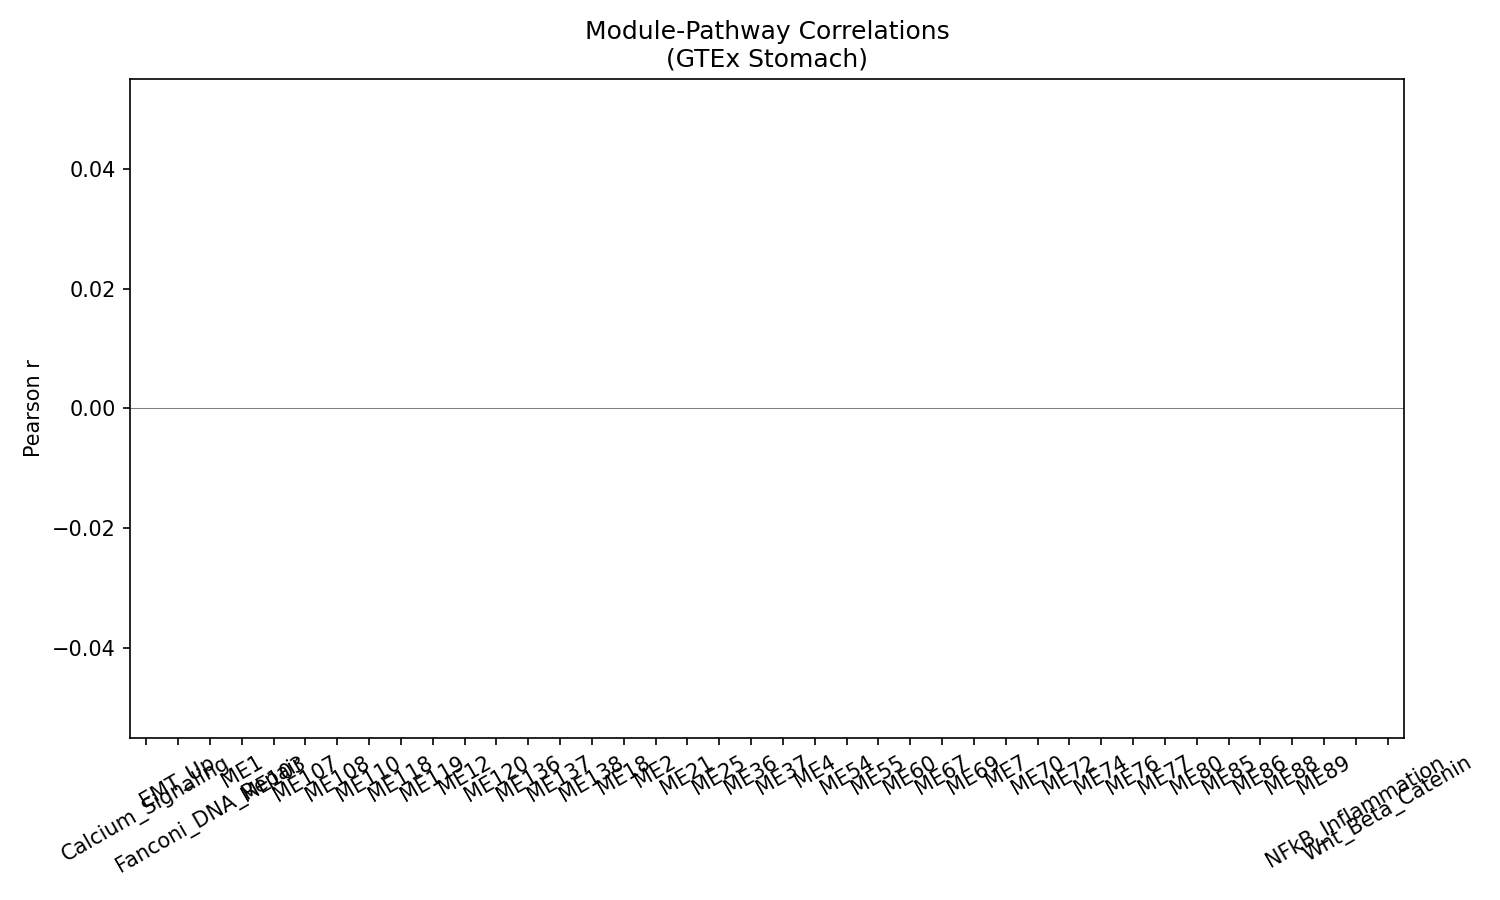 Module-Pathway Correlations
(GTEx Stomach)
Pearson r
0.04
0.02
0.00
−0.02
−0.04
Calcium_Signaling
EMT_Up
Fanconi_DNA_Repair
ME1
ME103
ME107
ME108
ME110
ME118
ME119
ME12
ME120
ME136
ME137
ME138
ME18
ME2
ME21
ME25
ME36
ME37
ME4
ME54
ME55
ME60
ME67
ME69
ME7
ME70
ME72
ME74
ME76
ME77
ME80
ME85
ME86
ME88
ME89
NFkB_Inflammation
Wnt_Beta_Catenin